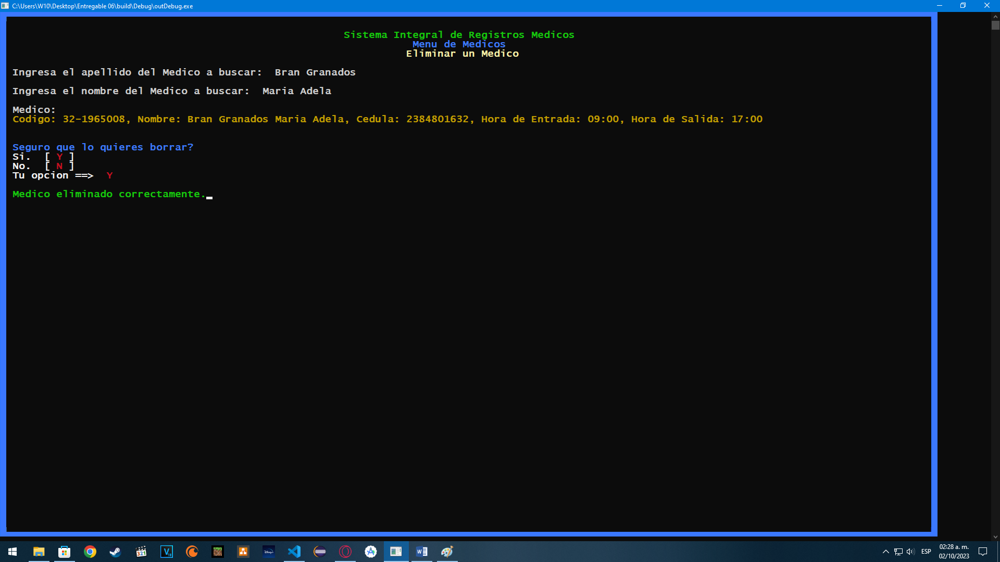 C:\Users\W10\Desktop\Entregable 06\build\Debug\outDebug.exe
Sistema Integral de Registros Medicos
Menu de Medicos
Eliminar un Medico
Ingresa el apellido del Medico a buscar:  Bran Granados
Ingresa el nombre del Medico a buscar:  Maria Adela
Medico:
Codigo: 32-1965008, Nombre: Bran Granados Maria Adela, Cedula: 2384801632, Hora de Entrada: 09:00, Hora de Salida: 17:00
Seguro que lo quieres borrar?
Si.  [ Y ]
No.  [ N ]
Tu opcion ==>  Y
Medico eliminado correctamente.
ESP
02:28 a. m.
02/10/2023